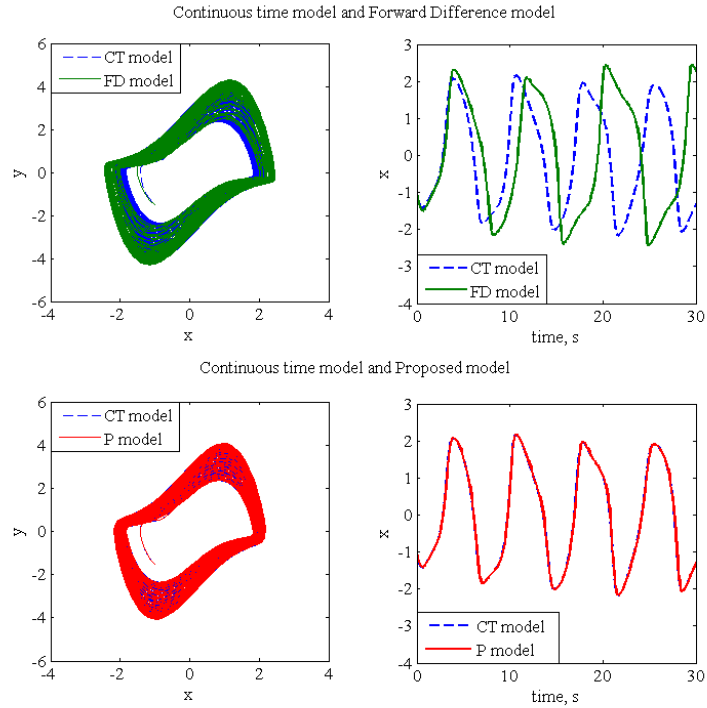 Continuous time model and Forward Difference model
6
4
2
0
-2
-4
-6
y
-4
-2
0
2
4
x
CT model
FD model
3
2
1
0
-1
-2
-3
-4
x
0
10
20
30
time, s
CT model
FD model
Continuous time model and Proposed model
6
4
2
0
-2
-4
-6
y
-4
-2
0
2
4
x
CT model
P model
3
2
1
0
-1
-2
-3
-4
x
0
10
20
30
time, s
CT model
P model